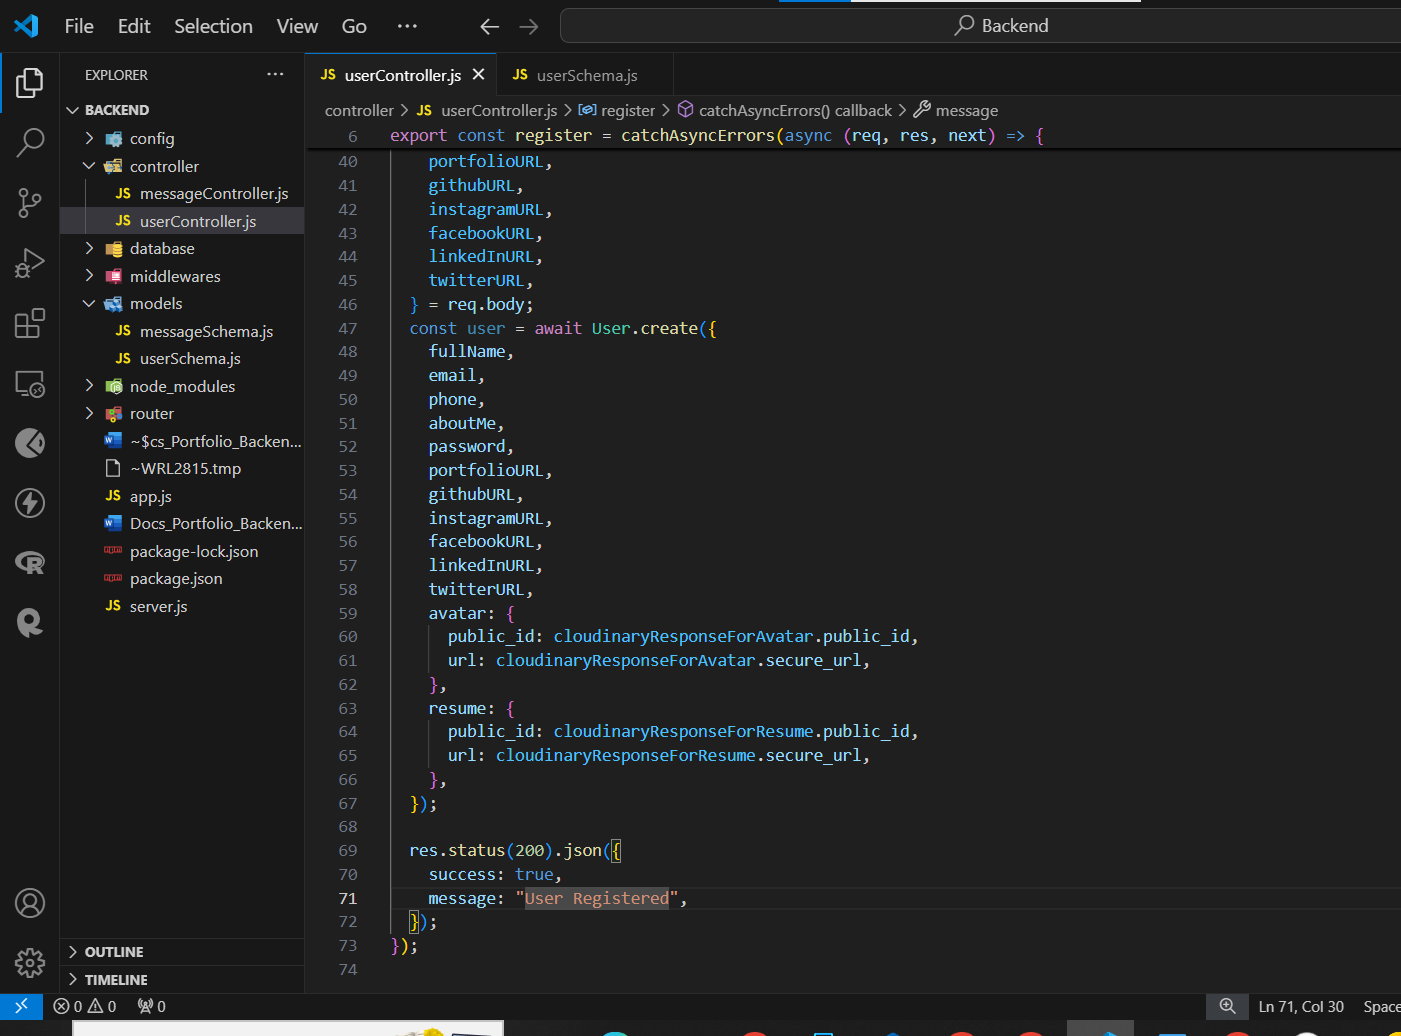 File Edit Selection View Go ··· Backend
EXPLORER ···
BACKEND
config
controller
JS messageController.js
JS userController.js
database
middlewares
models
JS messageSchema.js
JS userSchema.js
node_modules
router
~$cs_Portfolio_Backen...
~WRL2815.tmp
JS app.js
Docs_Portfolio_Backen...
package-lock.json
package.json
JS server.js
OUTLINE
TIMELINE
JS userController.js JS userSchema.js
controller > JS userController.js > register > catchAsyncErrors() callback > message
6 export const register = catchAsyncErrors(async (req, res, next) => {
40 portfolioURL,
41 githubURL,
42 instagramURL,
43 facebookURL,
44 linkedInURL,
45 twitterURL,
46 } = req.body;
47 const user = await User.create({
48 fullName,
49 email,
50 phone,
51 aboutMe,
52 password,
53 portfolioURL,
54 githubURL,
55 instagramURL,
56 facebookURL,
57 linkedInURL,
58 twitterURL,
59 avatar: {
60 public_id: cloudinaryResponseForAvatar.public_id,
61 url: cloudinaryResponseForAvatar.secure_url,
62 },
63 resume: {
64 public_id: cloudinaryResponseForResume.public_id,
65 url: cloudinaryResponseForResume.secure_url,
66 },
67 });
68
69 res.status(200).json({
70 success: true,
71 message: "User Registered",
72 });
73 });
74
0 0 0 Ln 71, Col 30 Space